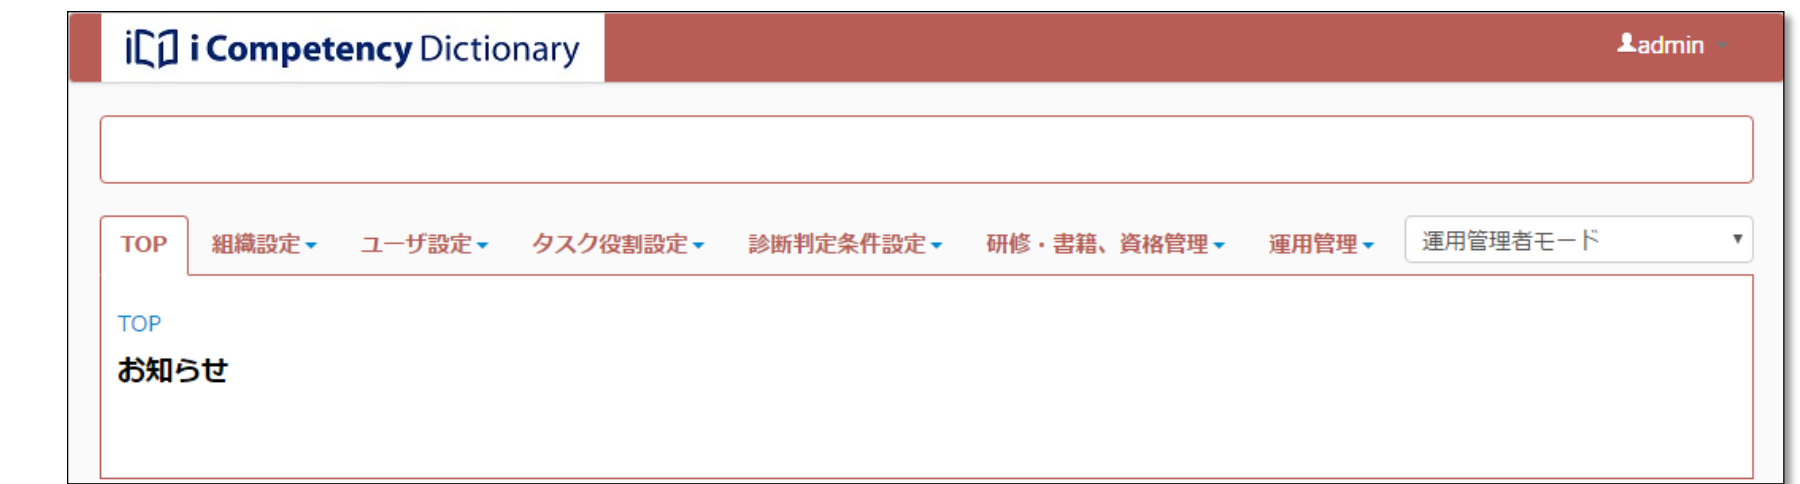 i Competency Dictionary
admin
TOP 組織設定 ユーザ設定 タスク役割設定 診断判定条件設定 研修・書籍、資格管理 運用管理 運用管理者モード
TOP
お知らせ